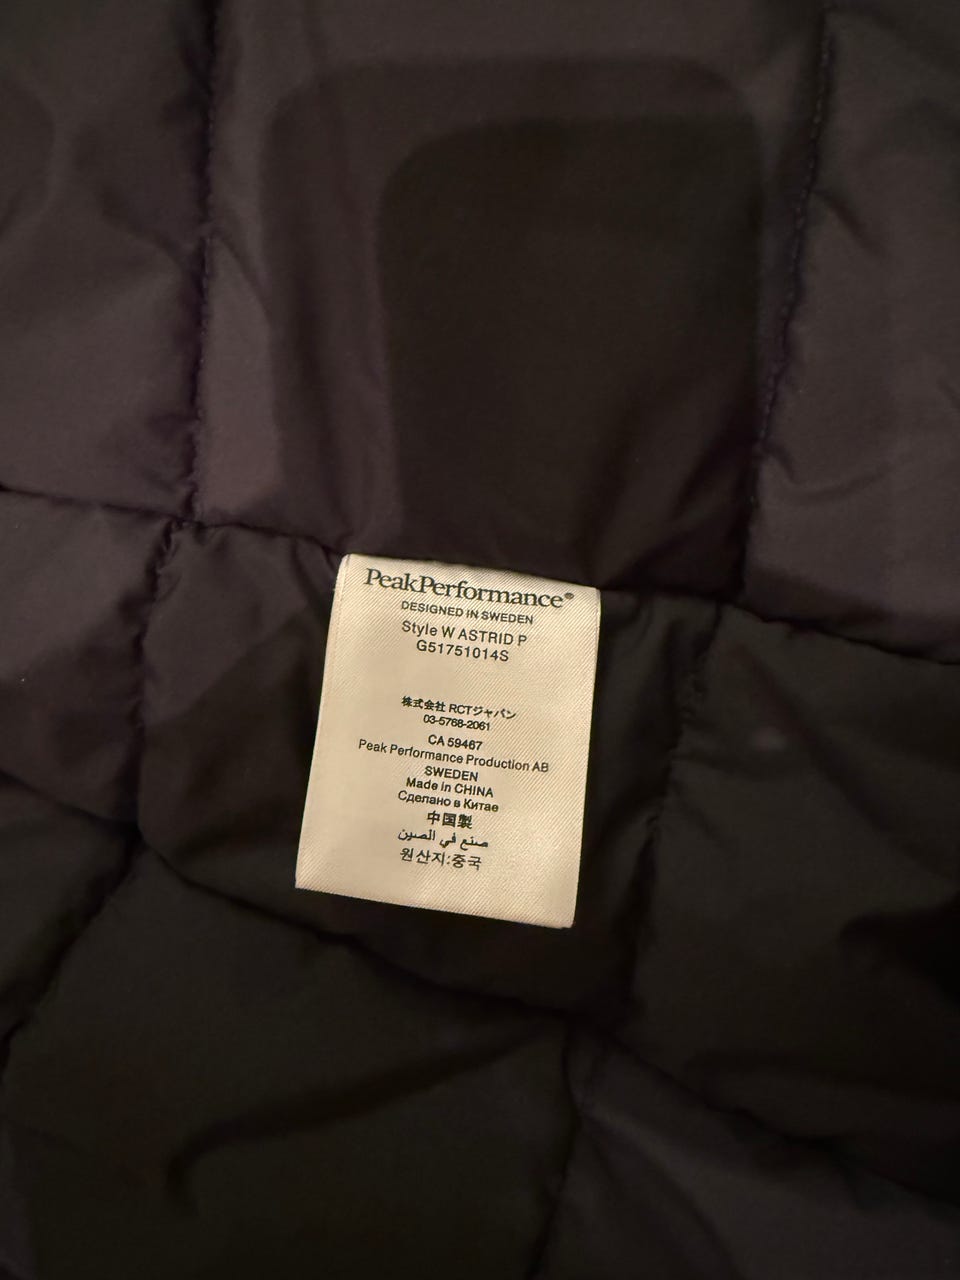 PeakPerformance®
DESIGNED IN SWEDEN
Style W ASTRID P
G51751014S
株式会社 RCTジャパン
03-5768-2061
CA 59467
Peak Performance Production AB
SWEDEN
Made in CHINA
Сделано в Китае
中国製
صنع في الصين
원산지:중국